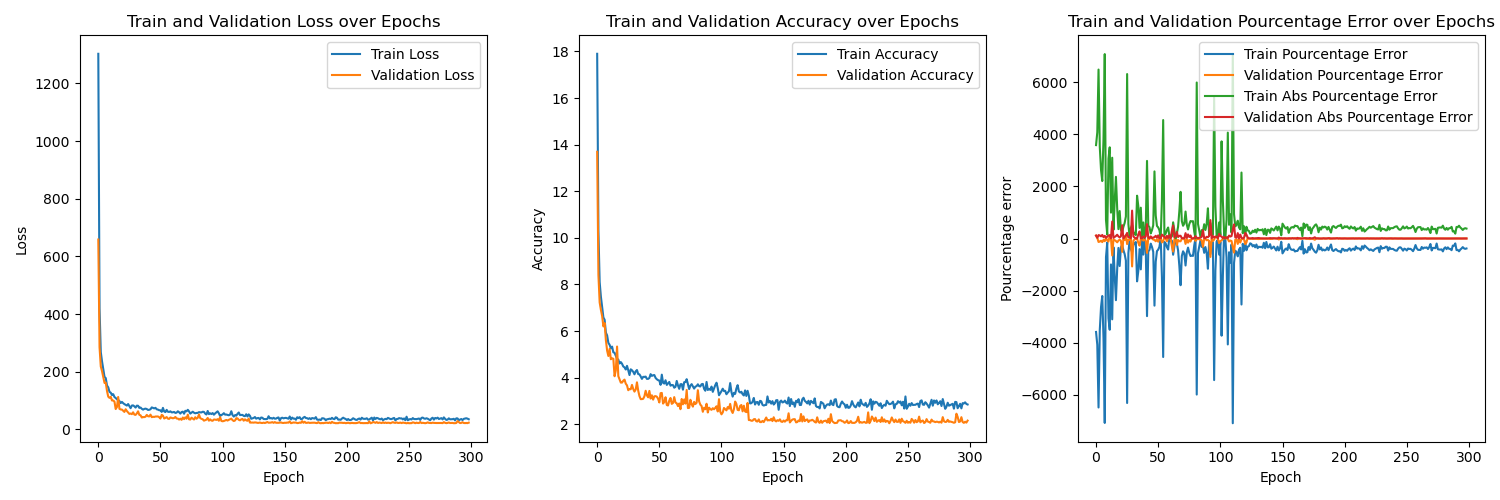 Train and Validation Loss over Epochs
Train Loss
Validation Loss
1200
1000
800
600
400
200
0
Loss
0 50 100 150 200 250 300
Epoch
Train and Validation Accuracy over Epochs
Train Accuracy
Validation Accuracy
18
16
14
12
10
8
6
4
2
Accuracy
0 50 100 150 200 250 300
Epoch
Train and Validation Pourcentage Error over Epochs
Train Pourcentage Error
Validation Pourcentage Error
Train Abs Pourcentage Error
Validation Abs Pourcentage Error
6000
4000
2000
0
−2000
−4000
−6000
Pourcentage error
0 50 100 150 200 250 300
Epoch